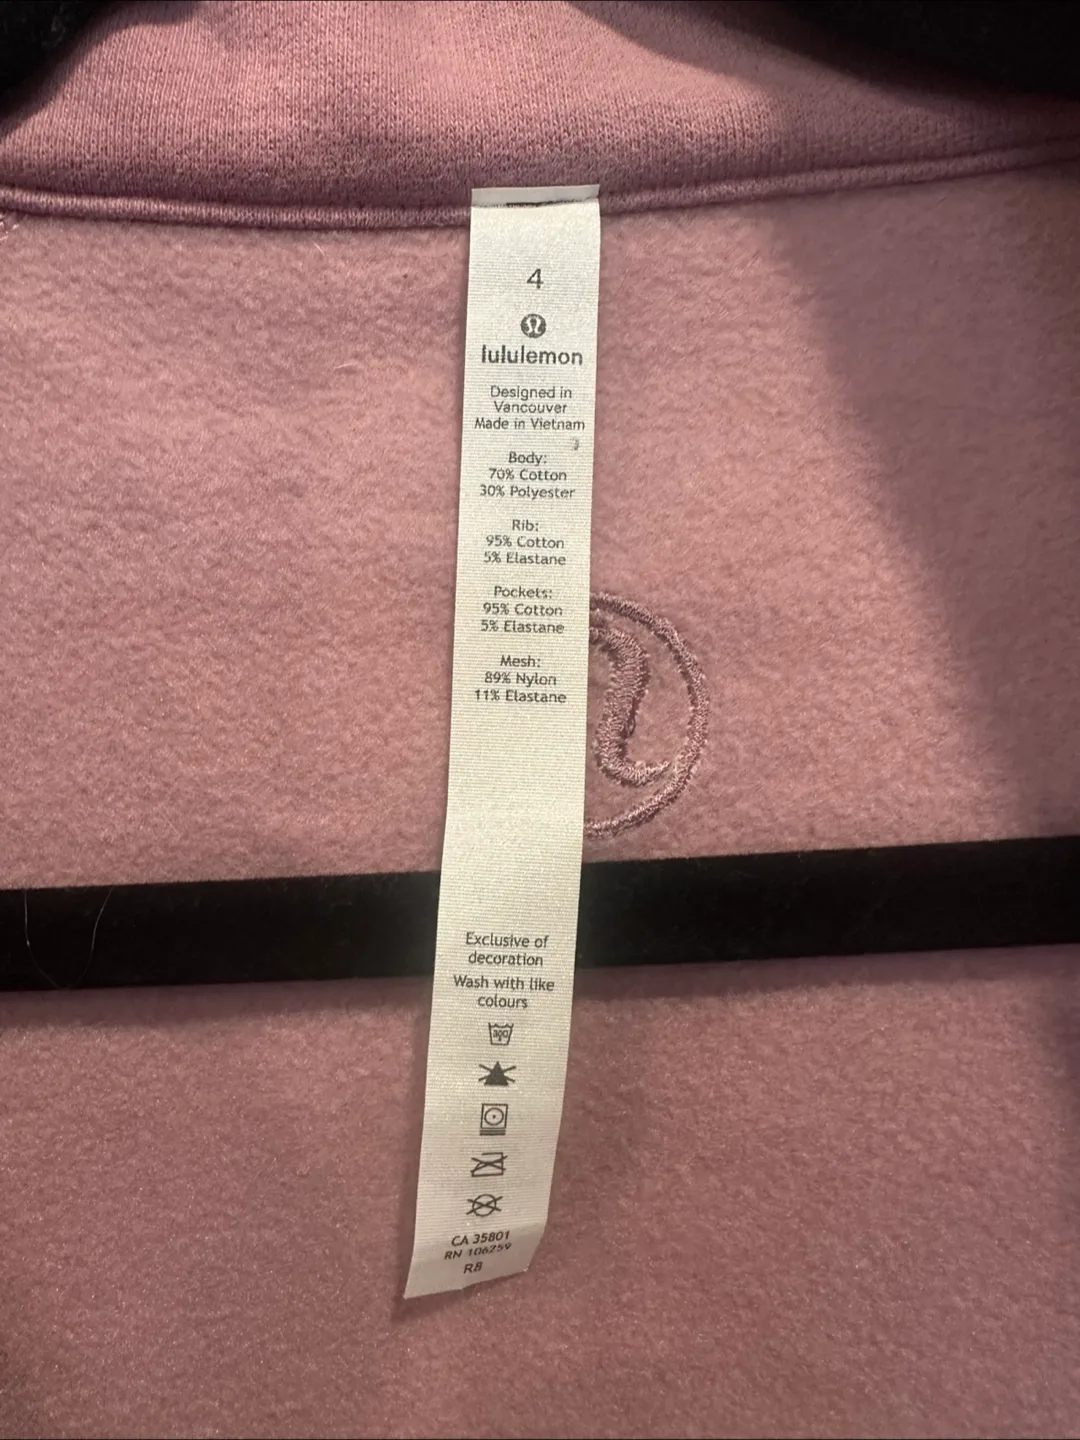 4
lululemon
Designed in
Vancouver
Made in Vietnam
Body:
70% Cotton
30% Polyester
Rib:
95% Cotton
5% Elastane
Pockets:
95% Cotton
5% Elastane
Mesh:
89% Nylon
11% Elastane
Exclusive of
decoration
Wash with like
colours
30°
CA 35801
RN 106259
R8